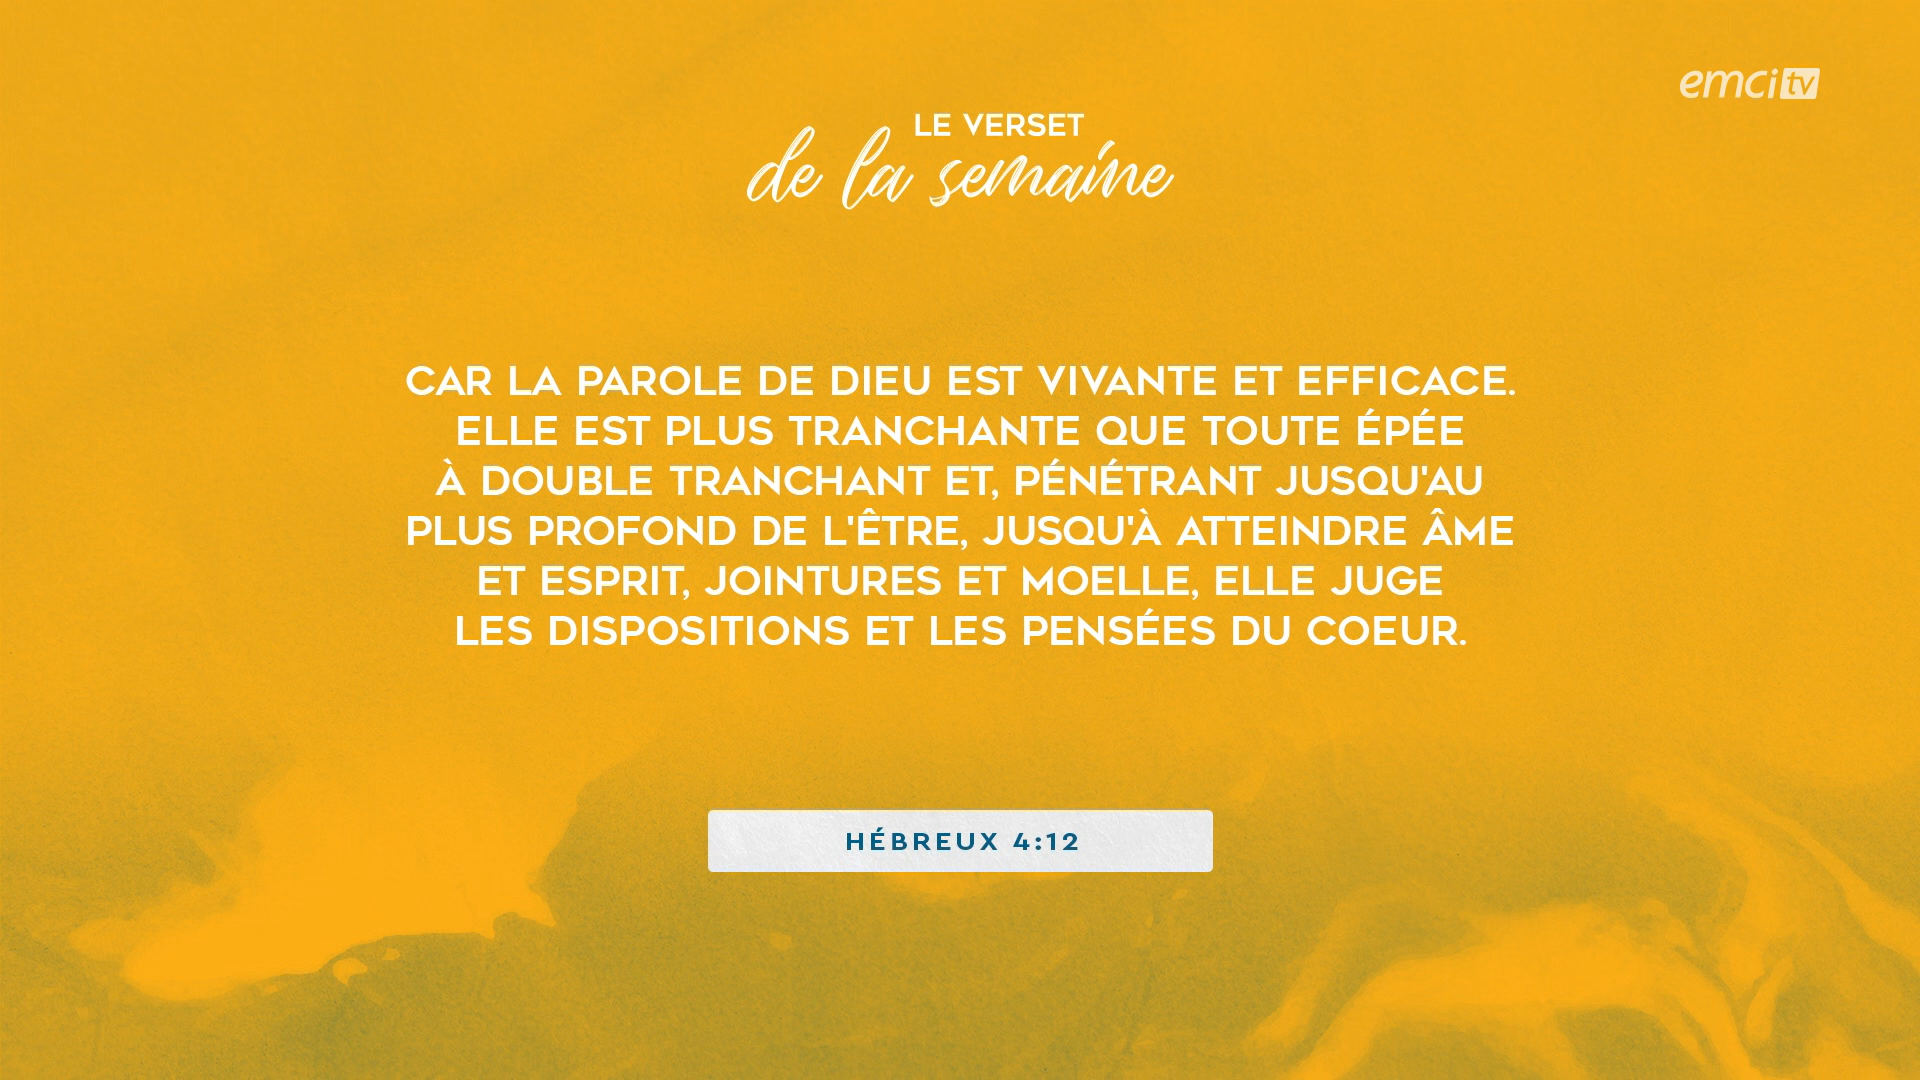 emci tv
LE VERSET
de la semaine
CAR LA PAROLE DE DIEU EST VIVANTE ET EFFICACE.
ELLE EST PLUS TRANCHANTE QUE TOUTE ÉPÉE
À DOUBLE TRANCHANT ET, PÉNÉTRANT JUSQU'AU
PLUS PROFOND DE L'ÊTRE, JUSQU'À ATTEINDRE ÂME
ET ESPRIT, JOINTURES ET MOELLE, ELLE JUGE
LES DISPOSITIONS ET LES PENSÉES DU COEUR.
HÉBREUX 4:12